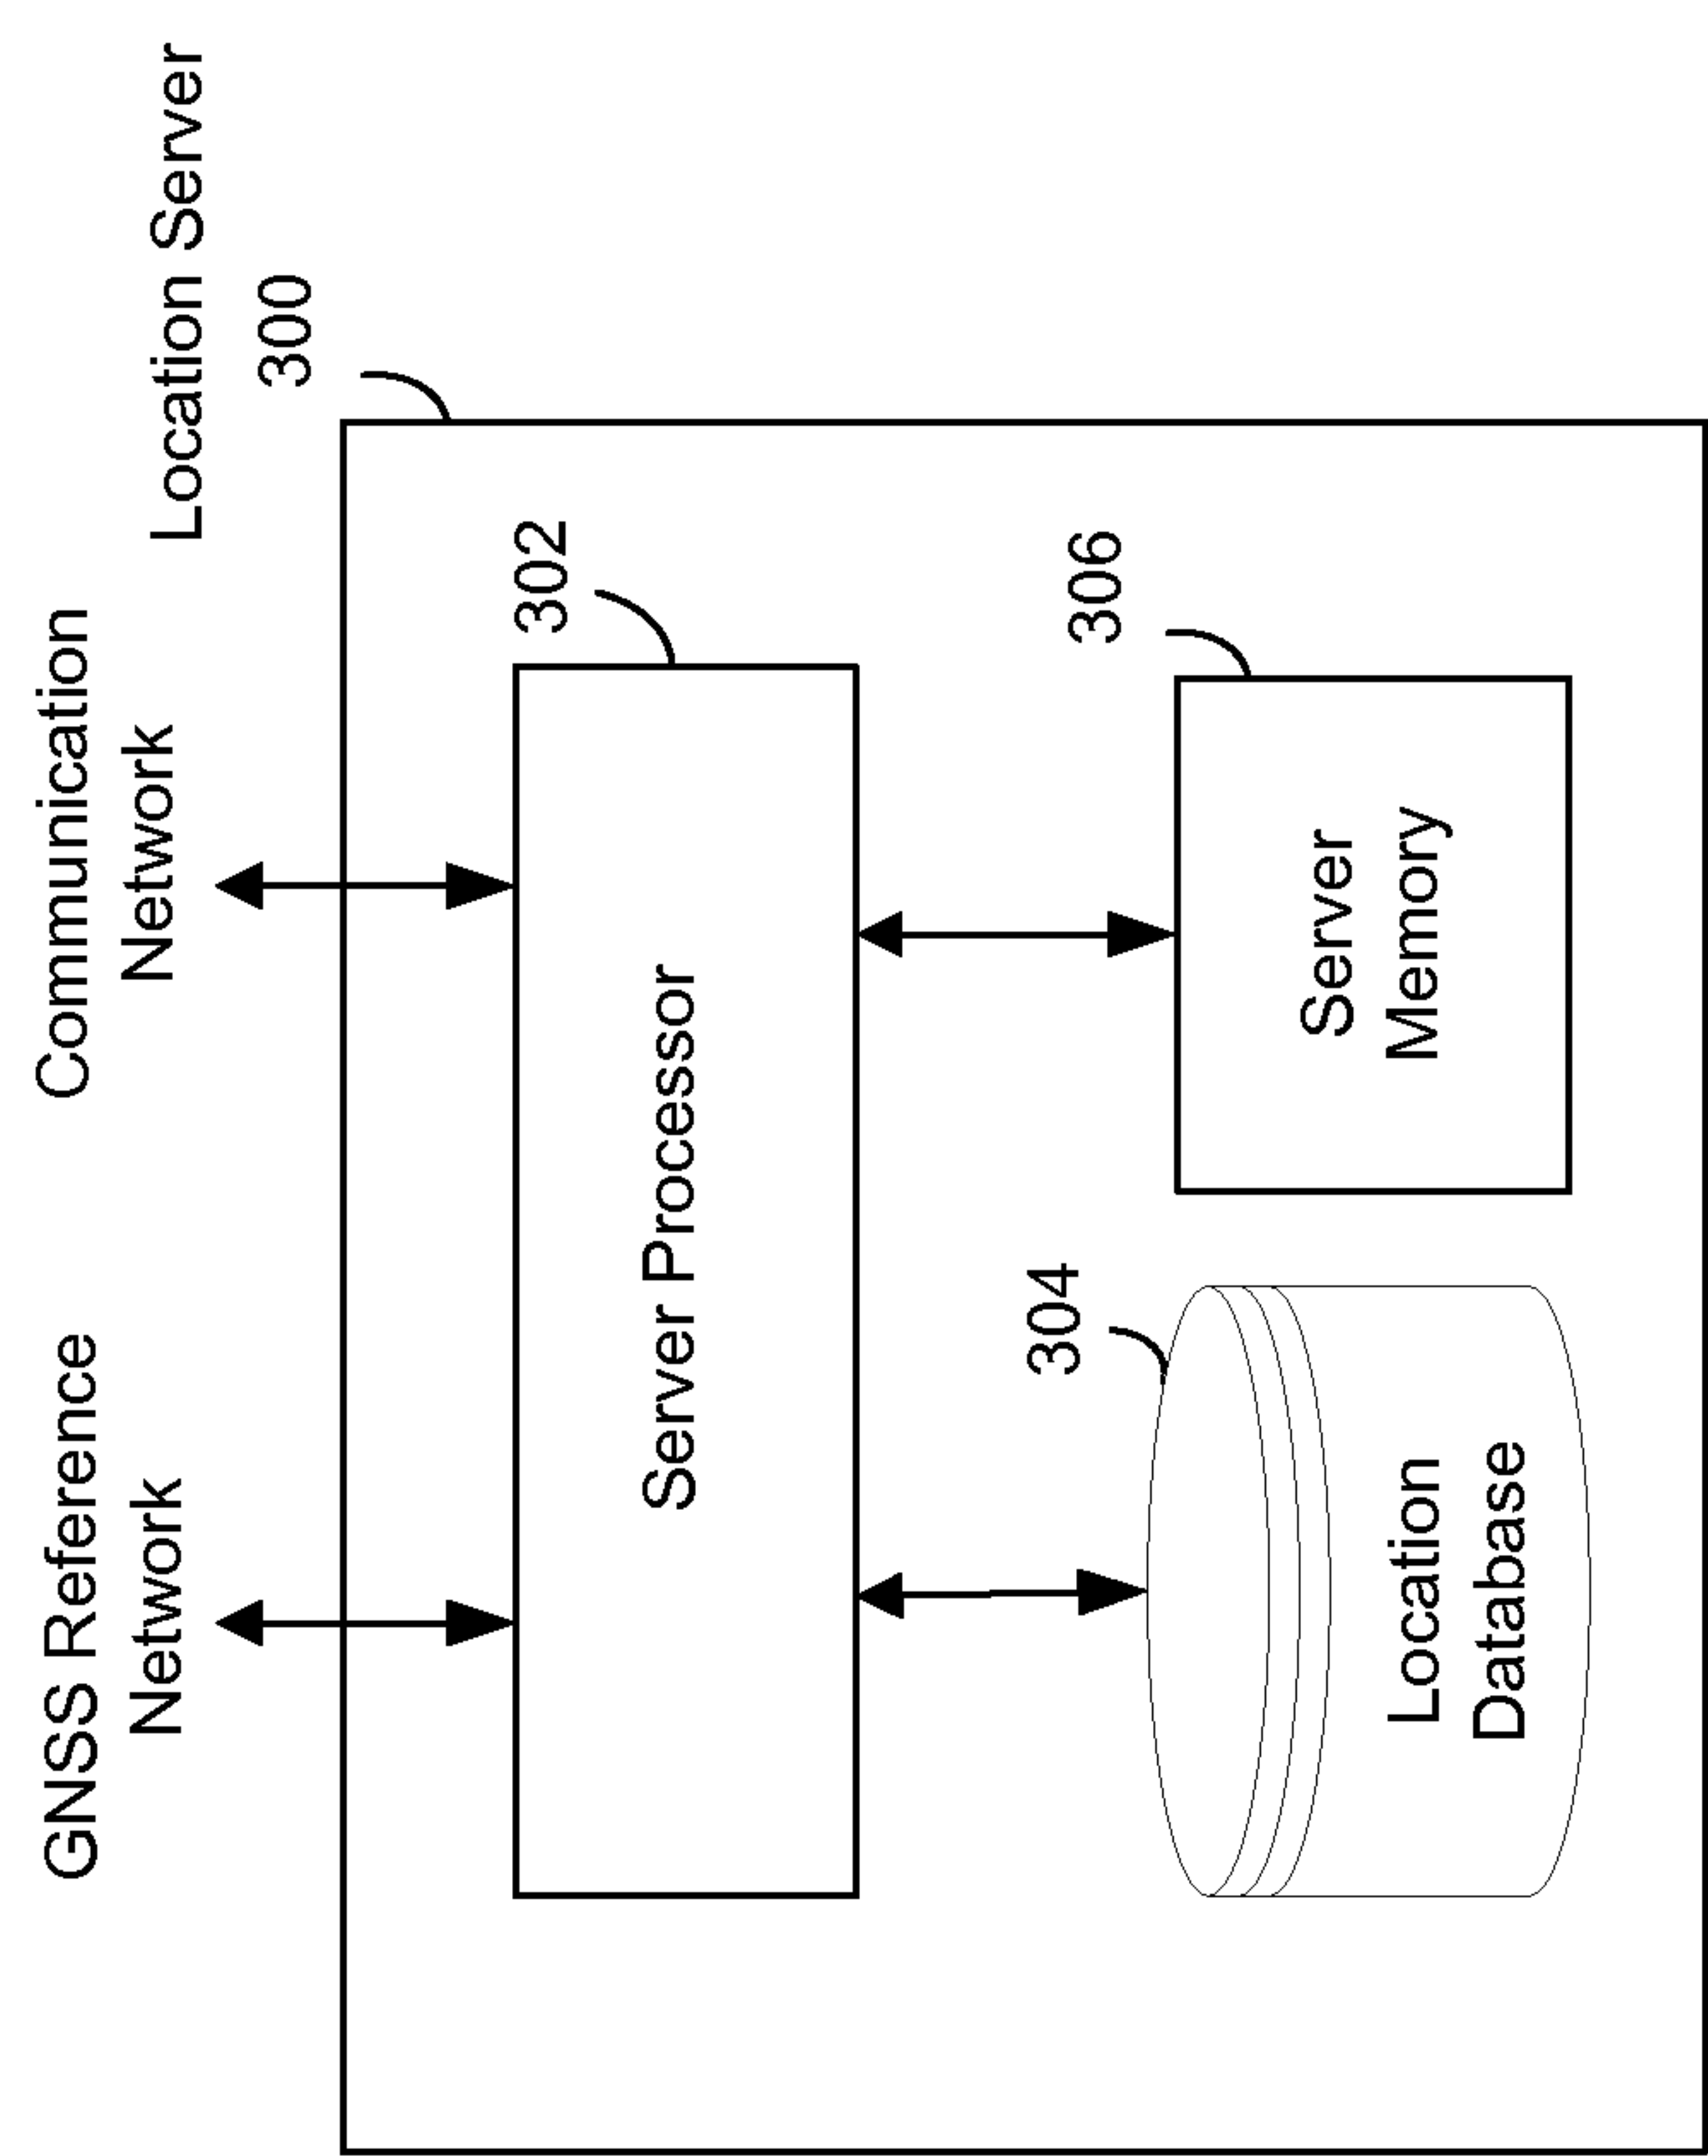 GNSS Reference
Network
Communication
Network
Location Server
300
302
Server Processor
304
306
Location
Database
Server
Memory